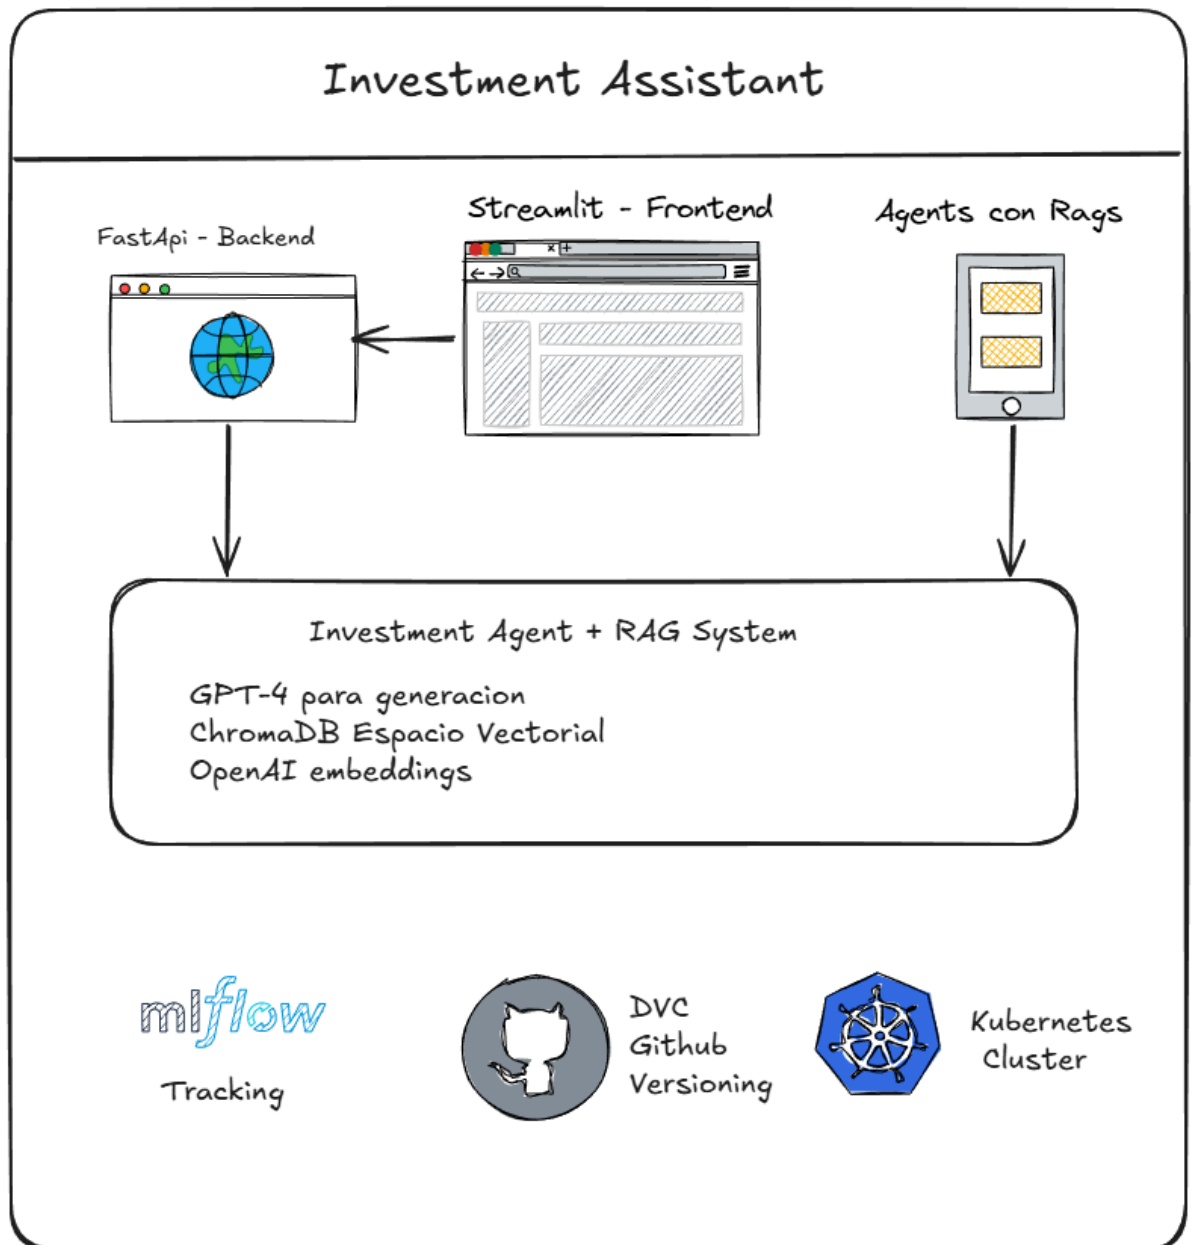 Investment Assistant
FastApi - Backend
Streamlit - Frontend
Agents con Rags
Investment Agent + RAG System
GPT-4 para generacion
ChromaDB Espacio Vectorial
OpenAI embeddings
mlflow
Tracking
DVC
Github
Versioning
Kubernetes
Cluster